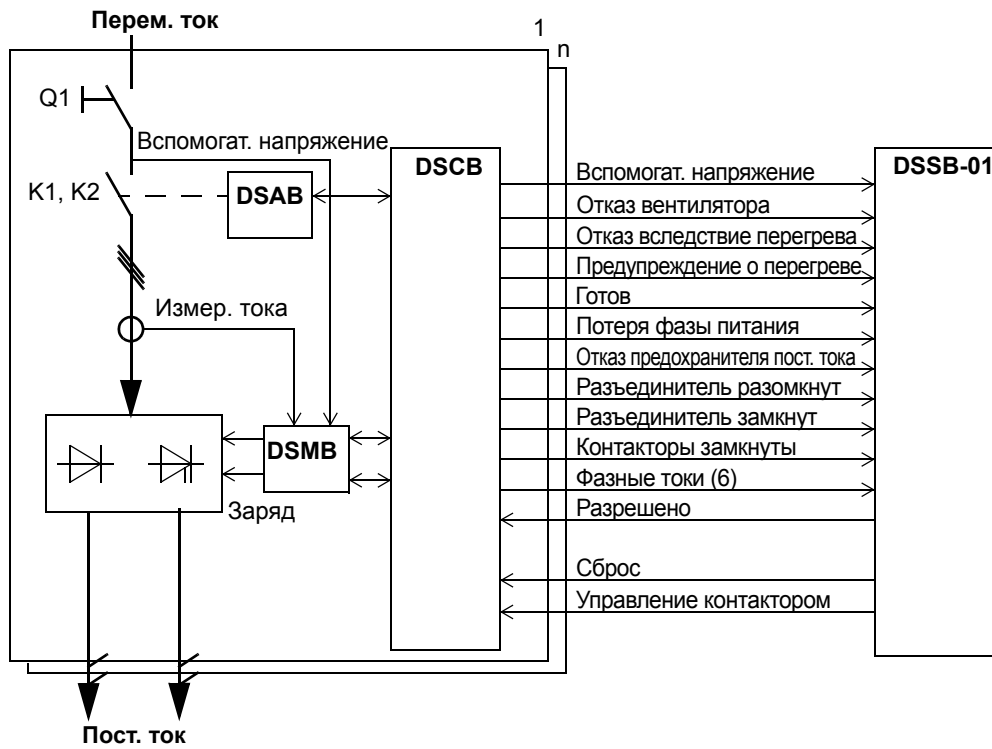 Перем. ток
1
n
Q1
Вспомогат. напряжение
K1, K2
DSAB
DSCB
DSSB-01
Вспомогат. напряжение
Отказ вентилятора
Отказ вследствие перегрева
Предупреждение о перегреве
Готов
Потеря фазы питания
Отказ предохранителя пост. тока
Разъединитель разомкнут
Разъединитель замкнут
Контакторы замкнуты
Фазные токи (6)
Разрешено
Сброс
Управление контактором
Измер. тока
DSMB
Заряд
Пост. ток